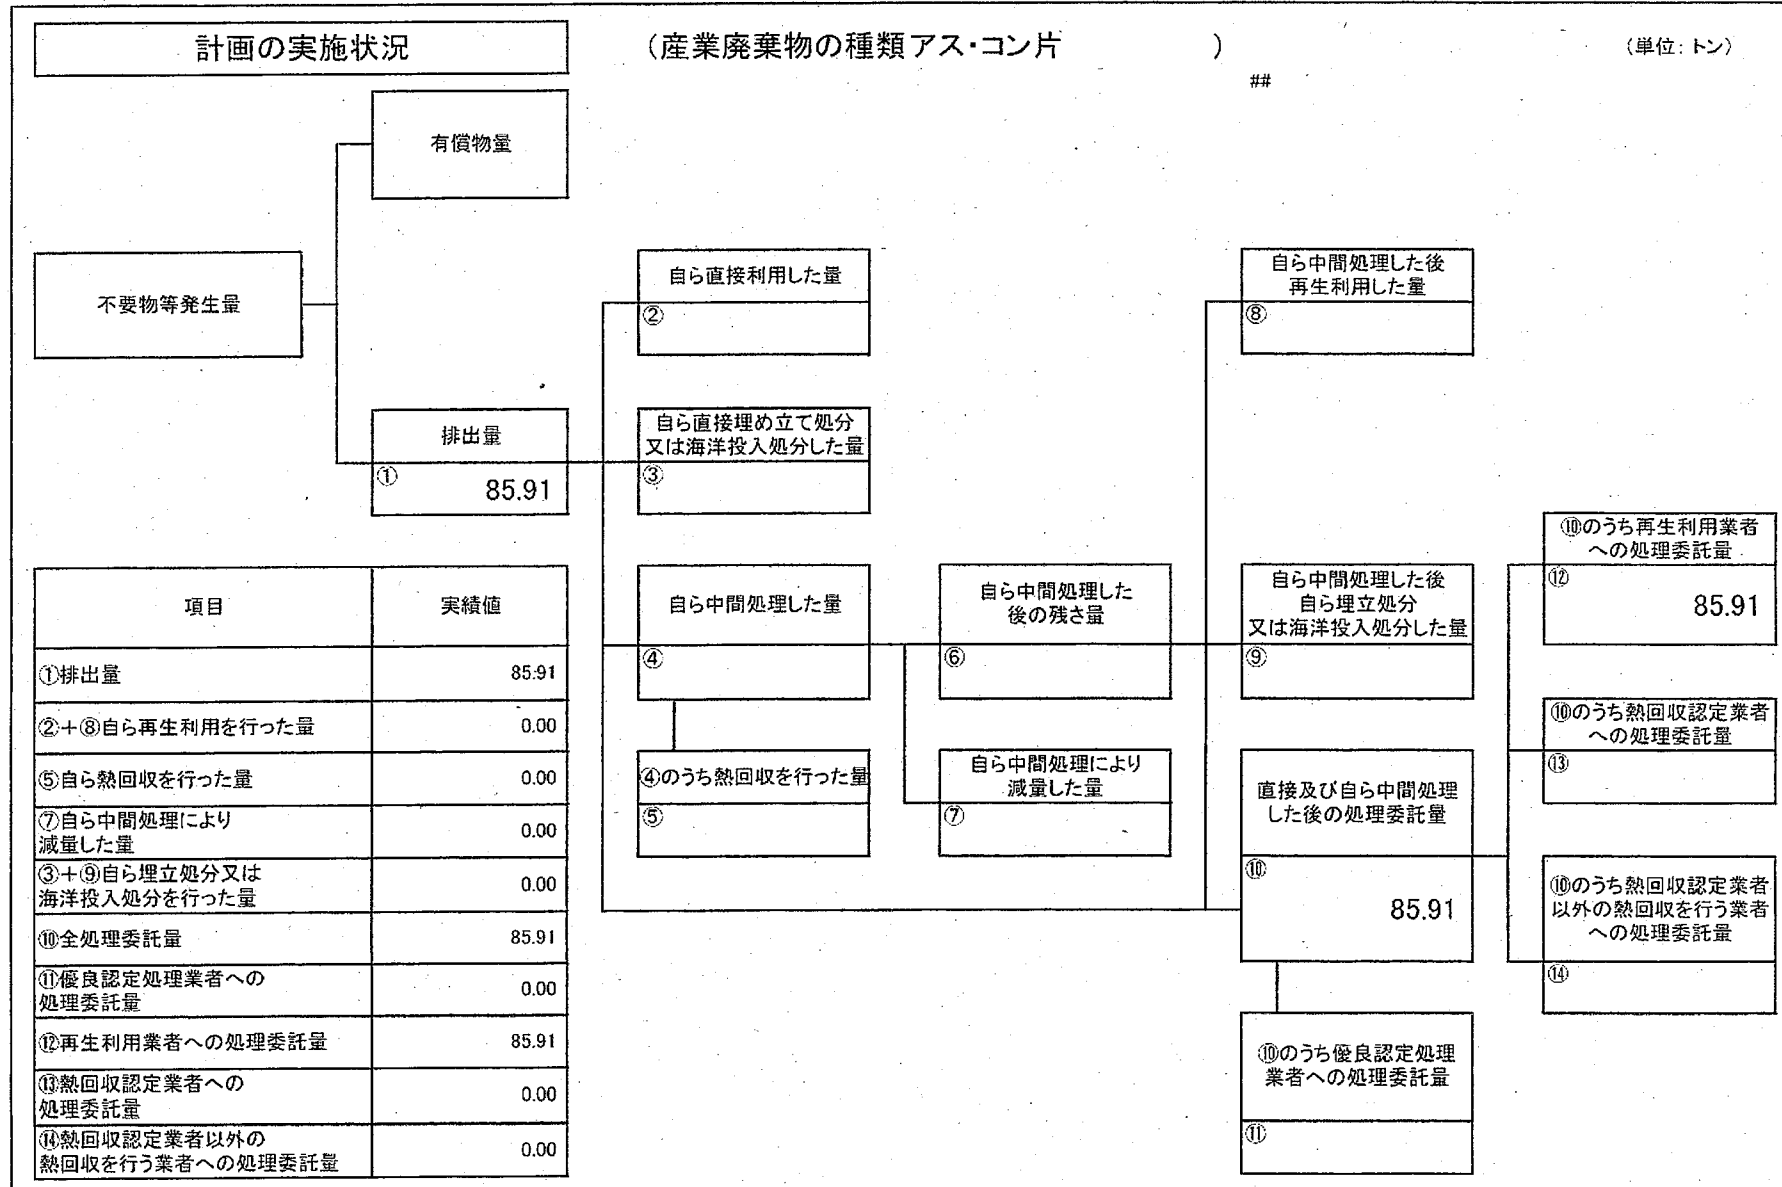 計画の実施状況
（産業廃棄物の種類アス・コン片　　　　　）
（単位：トン）
##
有償物量
不要物等発生量
自ら直接利用した量
②
自ら中間処理した後
再生利用した量
⑧
排出量
①
85.91
自ら直接埋め立て処分
又は海洋投入処分した量
③
⑩のうち再生利用業者
への処理委託量
⑫
85.91
自ら中間処理した量
④
自ら中間処理した
後の残さ量
⑥
自ら中間処理した後
自ら埋立処分
又は海洋投入処分した量
⑨
④のうち熱回収を行った量
⑤
自ら中間処理により
減量した量
⑦
直接及び自ら中間処理
した後の処理委託量
⑩
85.91
⑩のうち熱回収認定業者
への処理委託量
⑬
⑩のうち熱回収認定業者
以外の熱回収を行う業者
への処理委託量
⑭
⑩のうち優良認定処理
業者への処理委託量
⑪
項目 実績値
①排出量 85.91
②＋⑧自ら再生利用を行った量 0.00
⑤自ら熱回収を行った量 0.00
⑦自ら中間処理により
減量した量 0.00
③＋⑨自ら埋立処分又は
海洋投入処分を行った量 0.00
⑩全処理委託量 85.91
⑪優良認定処理業者への
処理委託量 0.00
⑫再生利用業者への処理委託量 85.91
⑬熱回収認定業者への
処理委託量 0.00
⑭熱回収認定業者以外の
熱回収を行う業者への処理委託量 0.00